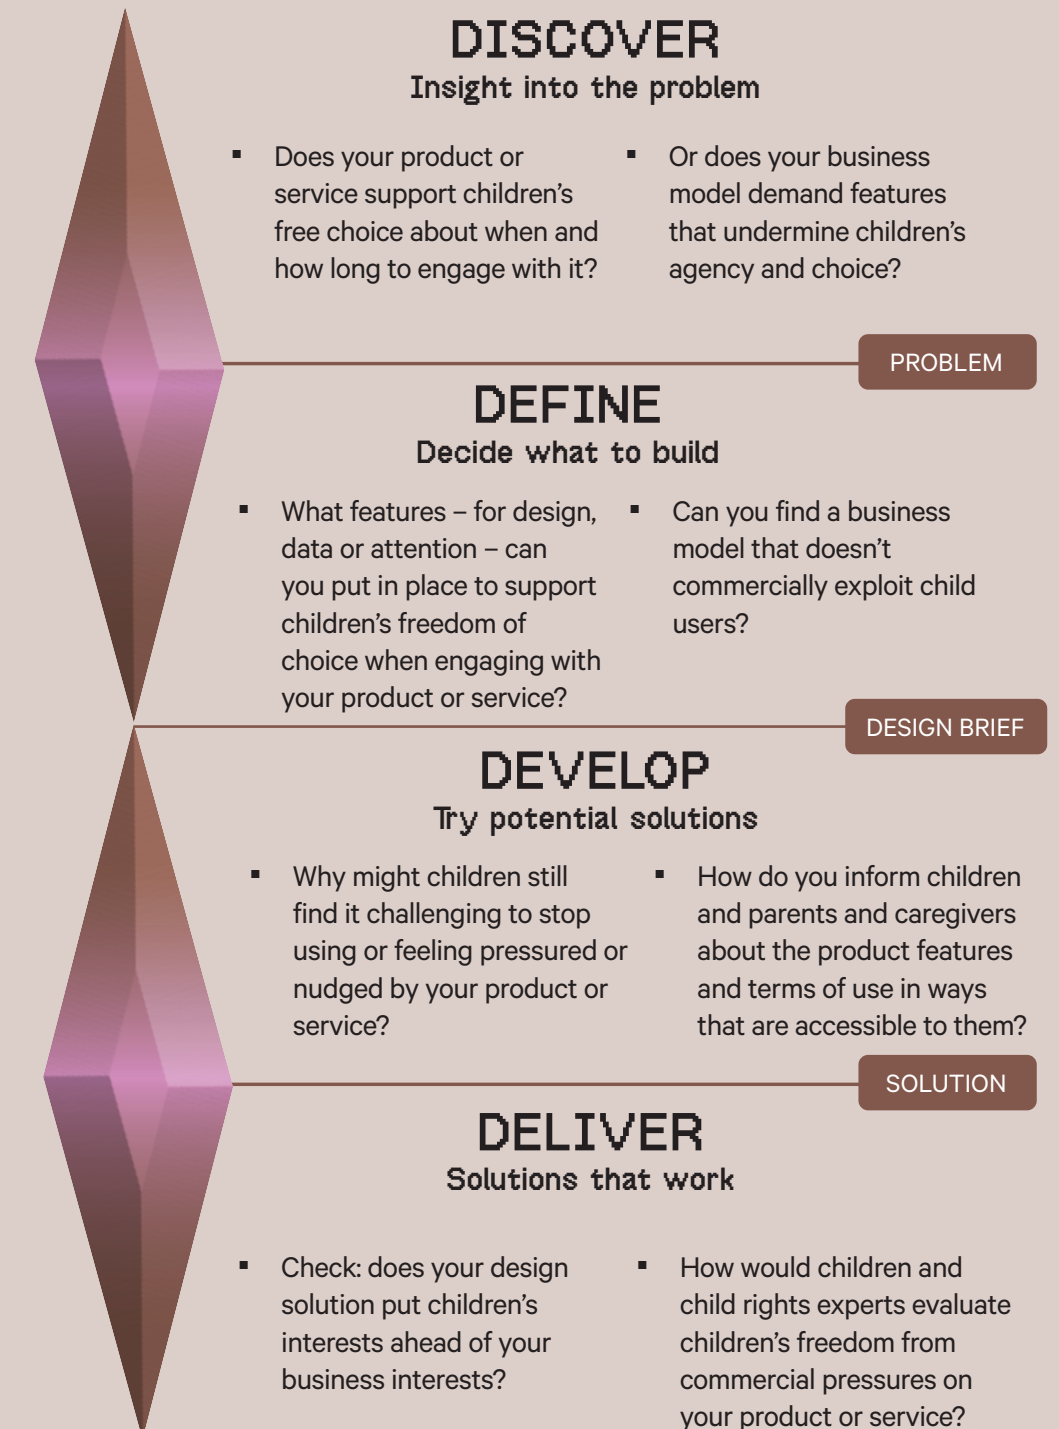 DISCOVER
Insight into the problem
▪ Does your product or
service support children’s
free choice about when and
how long to engage with it?
▪ Or does your business
model demand features
that undermine children’s
agency and choice?
PROBLEM
DEFINE
Decide what to build
▪ What features – for design,
data or attention – can
you put in place to support
children’s freedom of
choice when engaging with
your product or service?
▪ Can you find a business
model that doesn’t
commercially exploit child
users?
DESIGN BRIEF
DEVELOP
Try potential solutions
▪ Why might children still
find it challenging to stop
using or feeling pressured or
nudged by your product or
service?
▪ How do you inform children
and parents and caregivers
about the product features
and terms of use in ways
that are accessible to them?
SOLUTION
DELIVER
Solutions that work
▪ Check: does your design
solution put children’s
interests ahead of your
business interests?
▪ How would children and
child rights experts evaluate
children’s freedom from
commercial pressures on
your product or service?